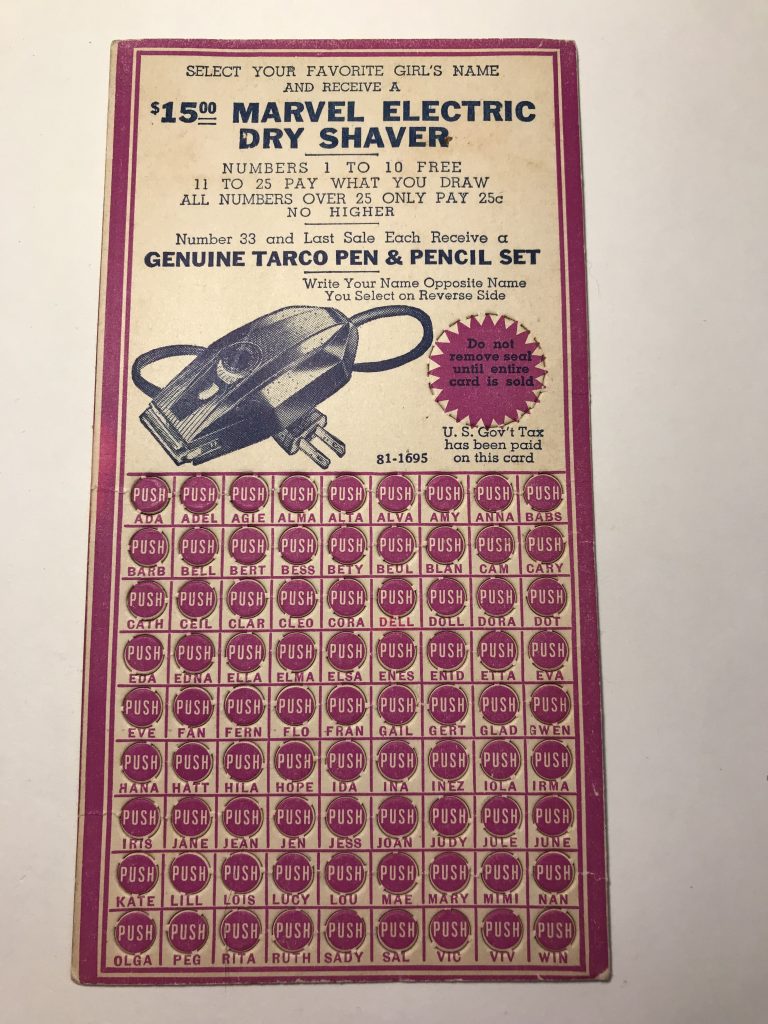 SELECT YOUR FAVORITE GIRL'S NAME
AND RECEIVE A
$15.00 MARVEL ELECTRIC
DRY SHAVER
NUMBERS 1 TO 10 FREE
11 TO 25 PAY WHAT YOU DRAW
ALL NUMBERS OVER 25 ONLY PAY 25c
NO HIGHER
Number 33 and Last Sale Each Receive a
GENUINE TARCO PEN & PENCIL SET
Write Your Name Opposite Name
You Select on Reverse Side
Do not
remove seal
until entire
card is sold
U. S. Gov't Tax
has been paid
on this card
81-1695
PUSH PUSH PUSH PUSH PUSH PUSH PUSH PUSH PUSH
ADA ADEL AGIE ALMA ALTA ALVA AMY ANNA BABS
PUSH PUSH PUSH PUSH PUSH PUSH PUSH PUSH PUSH
BARB BELL BERT BESS BETY BEUL BLAN CAM CARY
PUSH PUSH PUSH PUSH PUSH PUSH PUSH PUSH PUSH
CATH CEIL CLAR CLEO CORA DELL DOLL DORA DOT
PUSH PUSH PUSH PUSH PUSH PUSH PUSH PUSH PUSH
EDA EDNA ELLA ELMA ELSA ENES ENID ETTA EVA
PUSH PUSH PUSH PUSH PUSH PUSH PUSH PUSH PUSH
EVE FAN FERN FLO FRAN GAIL GERT GLAD GWEN
PUSH PUSH PUSH PUSH PUSH PUSH PUSH PUSH PUSH
HANA HATT HILA HOPE IDA INA INEZ IOLA IRMA
PUSH PUSH PUSH PUSH PUSH PUSH PUSH PUSH PUSH
IRIS JANE JEAN JEN JESS JOAN JUDY JULE JUNE
PUSH PUSH PUSH PUSH PUSH PUSH PUSH PUSH PUSH
KATE LILL LOIS LUCY LOU MAE MARY MIMI NAN
PUSH PUSH PUSH PUSH PUSH PUSH PUSH PUSH PUSH
OLGA PEG RITA RUTH SADY SAL VIC VIV WIN